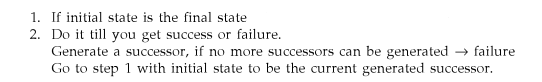 1. If initial state is the final state
2. Do it till you get success or failure.
Generate a successor, if no more successors can be generated → failure
Go to step 1 with initial state to be the current generated successor.